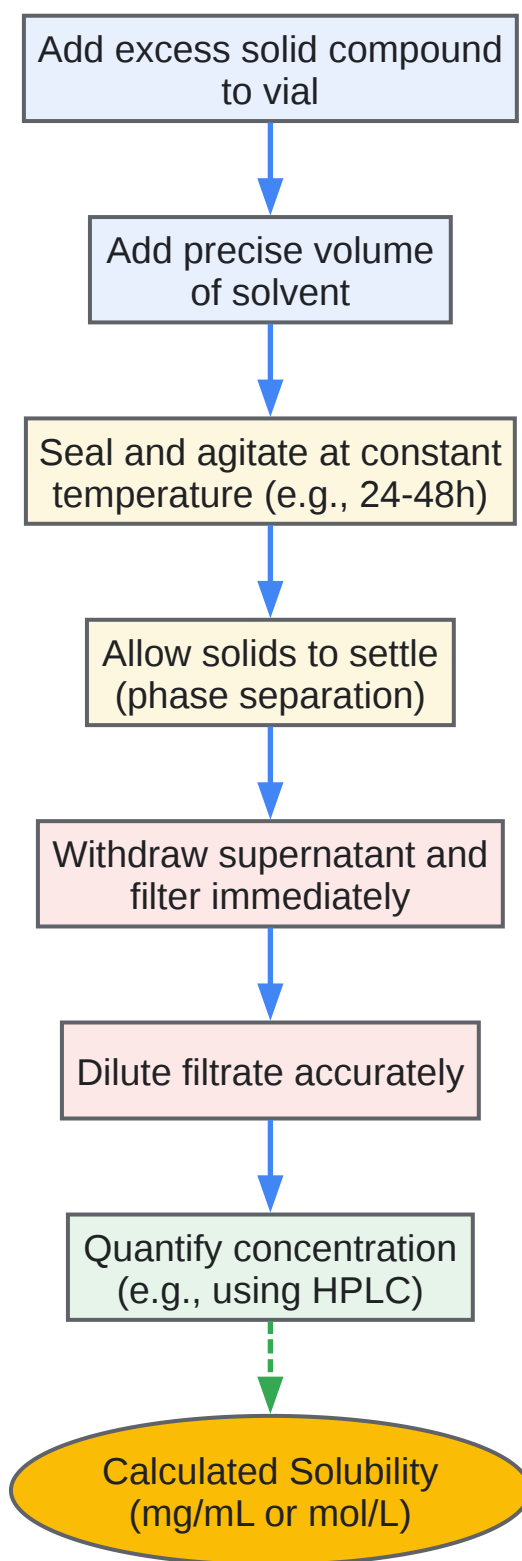 Add excess solid compound
to vial
Add precise volume
of solvent
Seal and agitate at constant
temperature (e.g., 24-48h)
Allow solids to settle
(phase separation)
Withdraw supernatant and
filter immediately
Dilute filtrate accurately
Quantify concentration
(e.g., using HPLC)
Calculated Solubility
(mg/mL or mol/L)